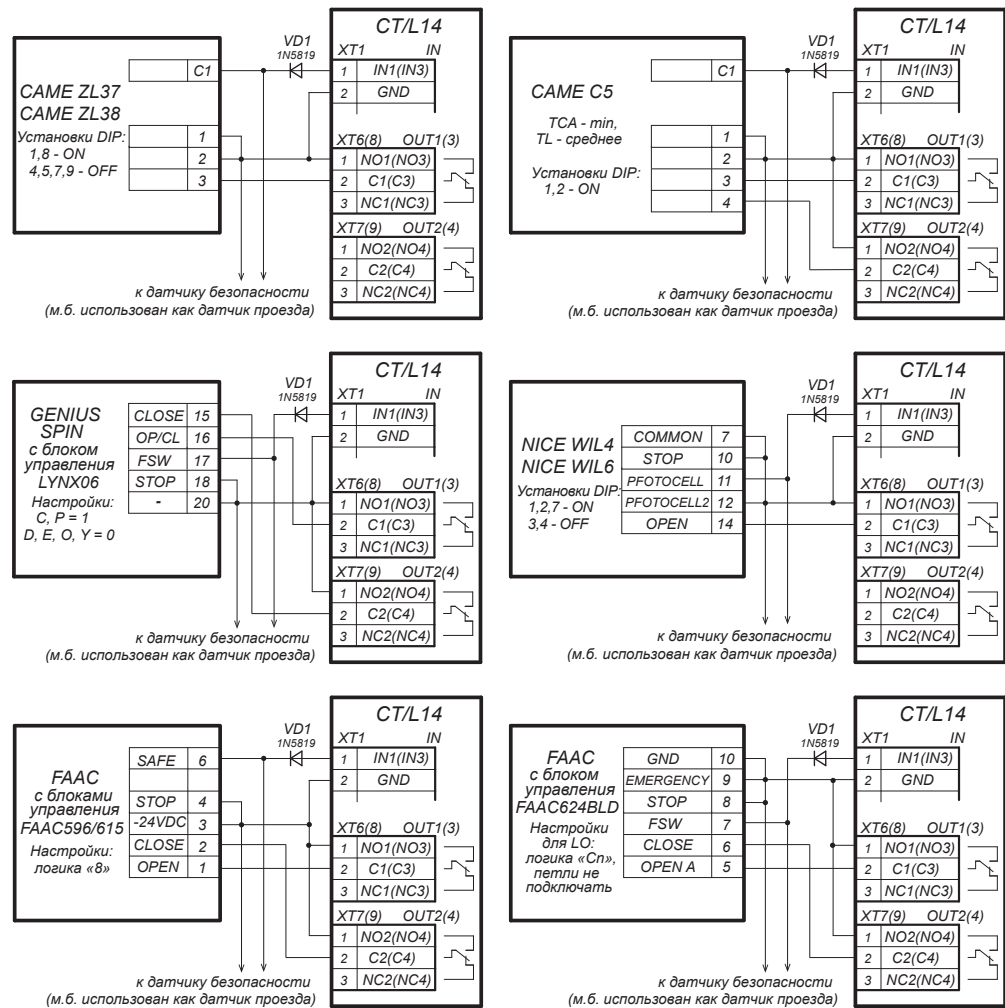 CAME ZL37
CAME ZL38
Установки DIP:
1,8 - ON
4,5,7,9 - OFF
C1
1
2
3
VD1
1N5819
CT/L14
XT1 IN
1 IN1(IN3)
2 GND
XT6(8) OUT1(3)
1 NO1(NO3)
2 C1(C3)
3 NC1(NC3)
XT7(9) OUT2(4)
1 NO2(NO4)
2 C2(C4)
3 NC2(NC4)
к датчику безопасности
(м.б. использован как датчик проезда)
CAME C5
TCA - min,
TL - среднее
Установки DIP:
1,2 - ON
C1
1
2
3
4
VD1
1N5819
CT/L14
XT1 IN
1 IN1(IN3)
2 GND
XT6(8) OUT1(3)
1 NO1(NO3)
2 C1(C3)
3 NC1(NC3)
XT7(9) OUT2(4)
1 NO2(NO4)
2 C2(C4)
3 NC2(NC4)
к датчику безопасности
(м.б. использован как датчик проезда)
GENIUS
SPIN
с блоком
управления
LYNX06
Настройки:
C, P = 1
D, E, O, Y = 0
CLOSE 15
OP/CL 16
FSW 17
STOP 18
- 20
VD1
1N5819
CT/L14
XT1 IN
1 IN1(IN3)
2 GND
XT6(8) OUT1(3)
1 NO1(NO3)
2 C1(C3)
3 NC1(NC3)
XT7(9) OUT2(4)
1 NO2(NO4)
2 C2(C4)
3 NC2(NC4)
к датчику безопасности
(м.б. использован как датчик проезда)
NICE WIL4
NICE WIL6
Установки DIP:
1,2,7 - ON
3,4 - OFF
COMMON 7
STOP 10
PFOTOCELL 11
PFOTOCELL2 12
OPEN 14
VD1
1N5819
CT/L14
XT1 IN
1 IN1(IN3)
2 GND
XT6(8) OUT1(3)
1 NO1(NO3)
2 C1(C3)
3 NC1(NC3)
XT7(9) OUT2(4)
1 NO2(NO4)
2 C2(C4)
3 NC2(NC4)
к датчику безопасности
(м.б. использован как датчик проезда)
FAAC
с блоками
управления
FAAC596/615
Настройки:
логика «8»
SAFE 6
STOP 4
-24VDC 3
CLOSE 2
OPEN 1
VD1
1N5819
CT/L14
XT1 IN
1 IN1(IN3)
2 GND
XT6(8) OUT1(3)
1 NO1(NO3)
2 C1(C3)
3 NC1(NC3)
XT7(9) OUT2(4)
1 NO2(NO4)
2 C2(C4)
3 NC2(NC4)
к датчику безопасности
(м.б. использован как датчик проезда)
FAAC
с блоком
управления
FAAC624BLD
Настройки
для LO:
логика «Cn»,
петли не
подключать
GND 10
EMERGENCY 9
STOP 8
FSW 7
CLOSE 6
OPEN A 5
VD1
1N5819
CT/L14
XT1 IN
1 IN1(IN3)
2 GND
XT6(8) OUT1(3)
1 NO1(NO3)
2 C1(C3)
3 NC1(NC3)
XT7(9) OUT2(4)
1 NO2(NO4)
2 C2(C4)
3 NC2(NC4)
к датчику безопасности
(м.б. использован как датчик проезда)